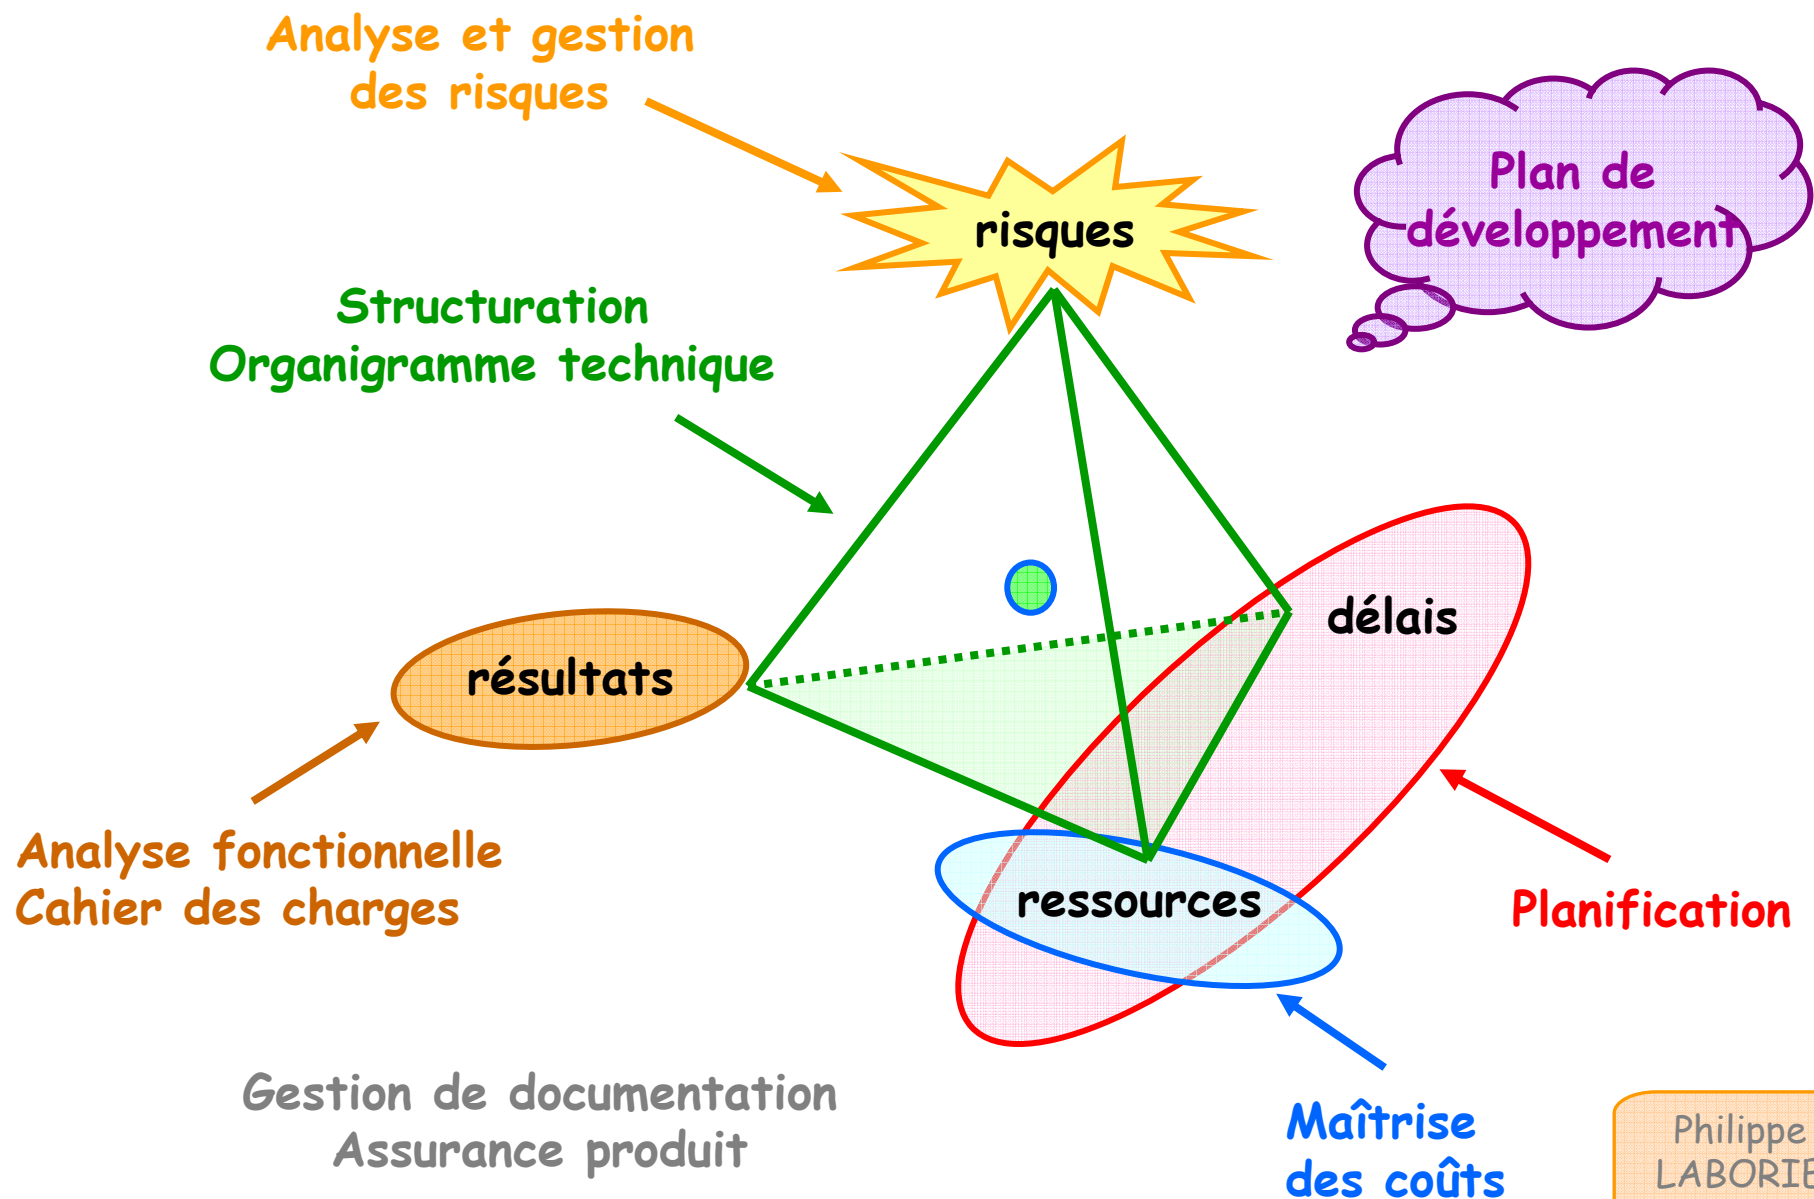 Analyse et gestion
des risques
Plan de
développement
risques
Structuration
Organigramme technique
délais
résultats
Analyse fonctionnelle
Cahier des charges
ressources
Planification
Gestion de documentation
Assurance produit
Maîtrise
des coûts
Philippe
LABORIE